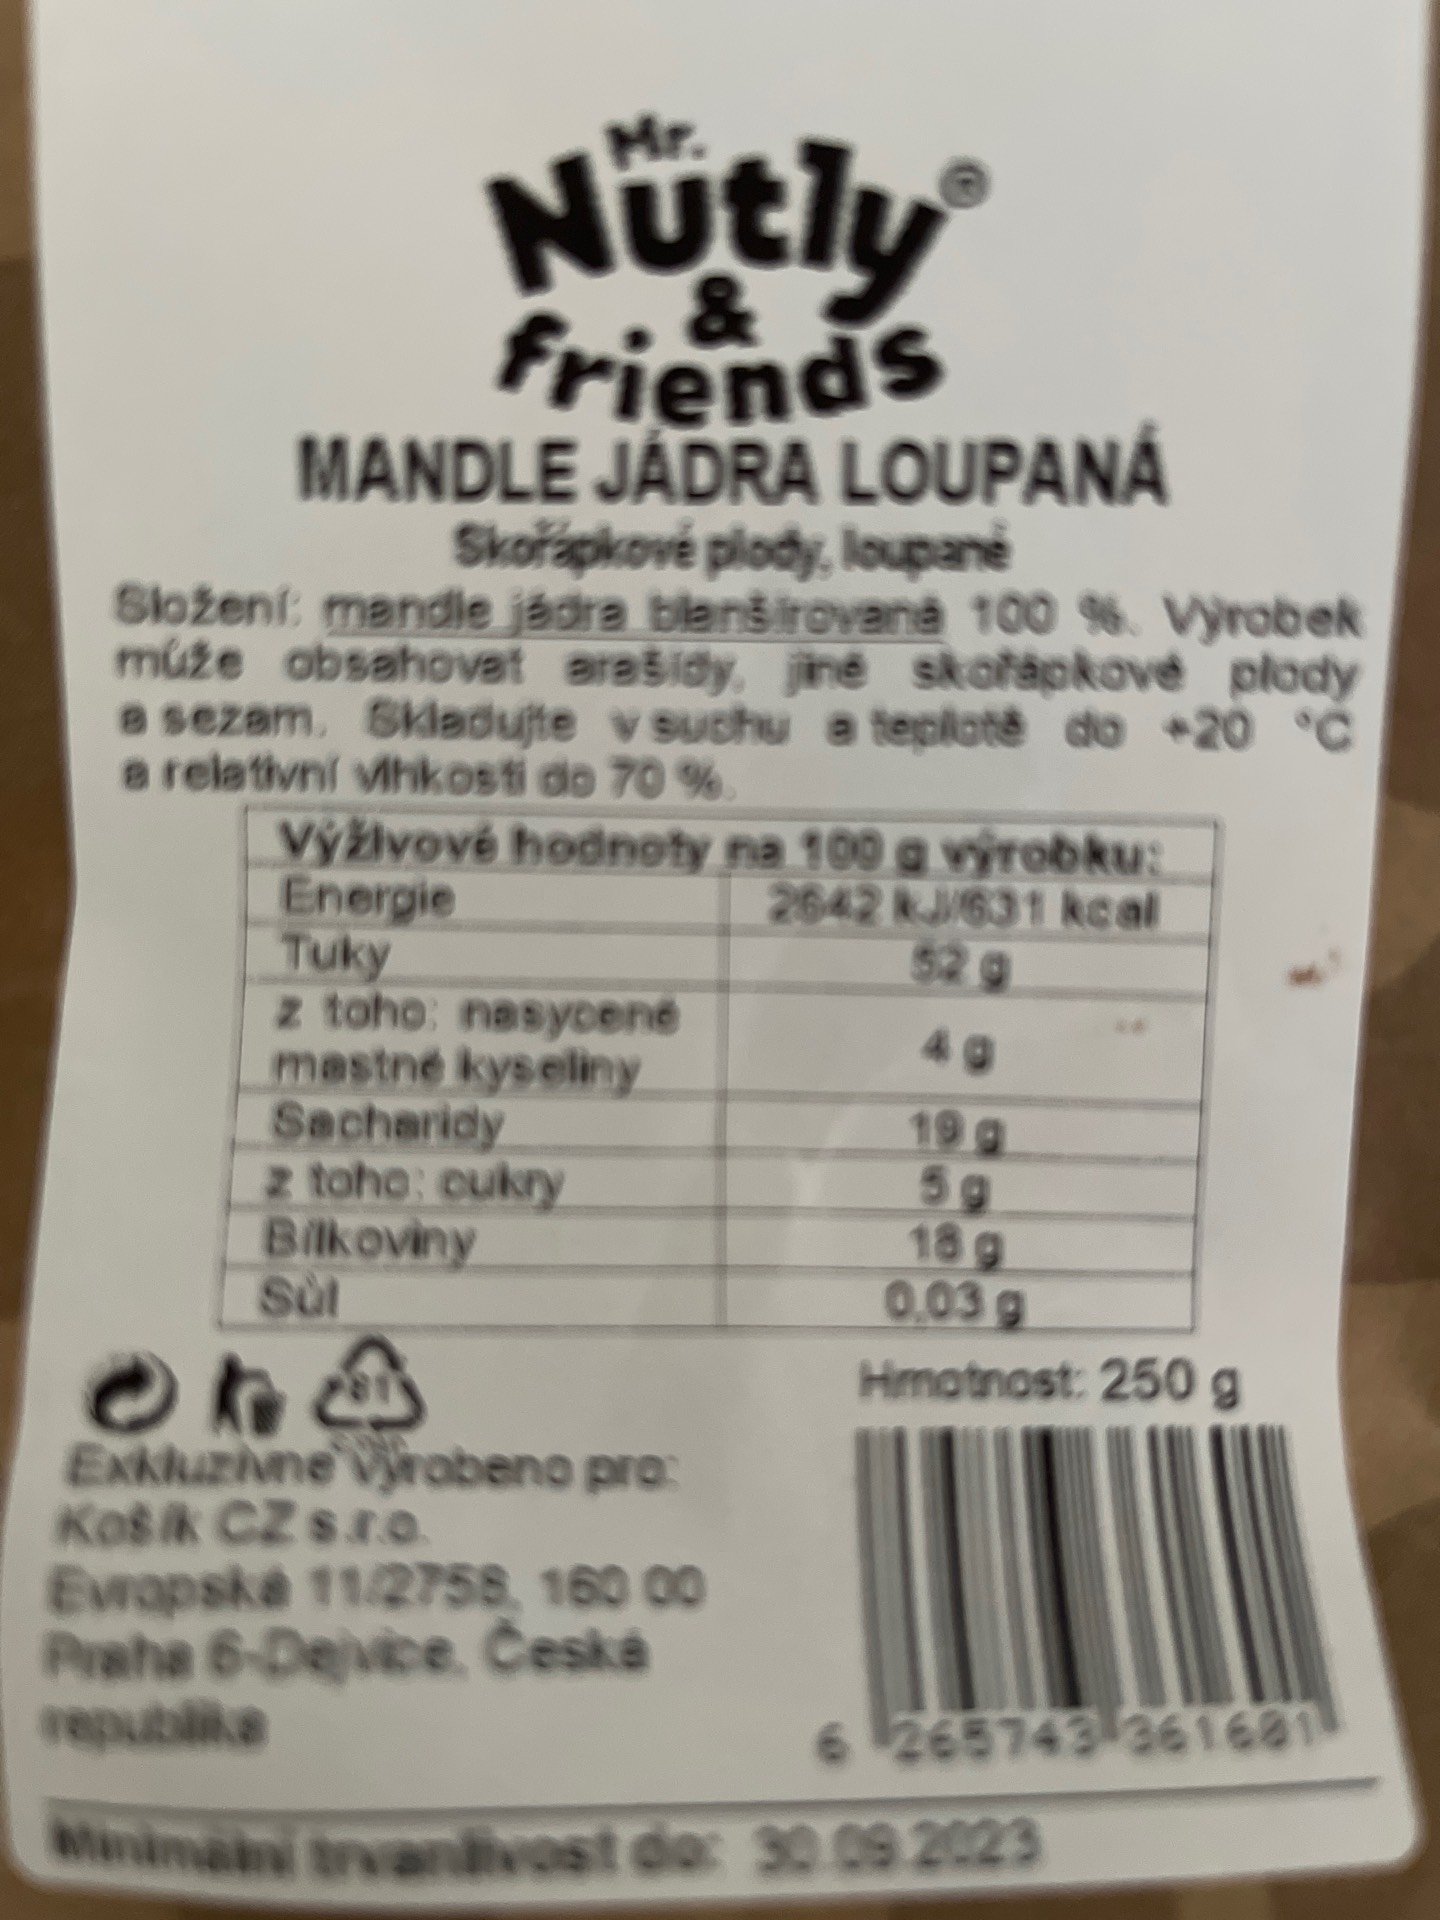 Mr.
Nutly®
&
friends
MANDLE JÁDRA LOUPANÁ
Skořápkové plody, loupané
Složení: mandle jádra blanšírovaná 100 %. Výrobek
může obsahovat arašídy, jiné skořápkové plody
a sezam. Skladujte v suchu a teplotě do +20 °C
a relativní vlhkosti do 70 %.
Výživové hodnoty na 100 g výrobku:
Energie 2642 kJ/631 kcal
Tuky 52 g
z toho: nasycené
mastné kyseliny 4 g
Sacharidy 19 g
z toho: cukry 5 g
Bílkoviny 18 g
Sůl 0,03 g
81
Hmotnost: 250 g
Exkluzivně vyrobeno pro:
Košík CZ s.r.o.
Evropská 11/2758, 160 00
Praha 6-Dejvice, Česká
republika
6 265743 361681
Minimální trvanlivost do: 30.09.2023